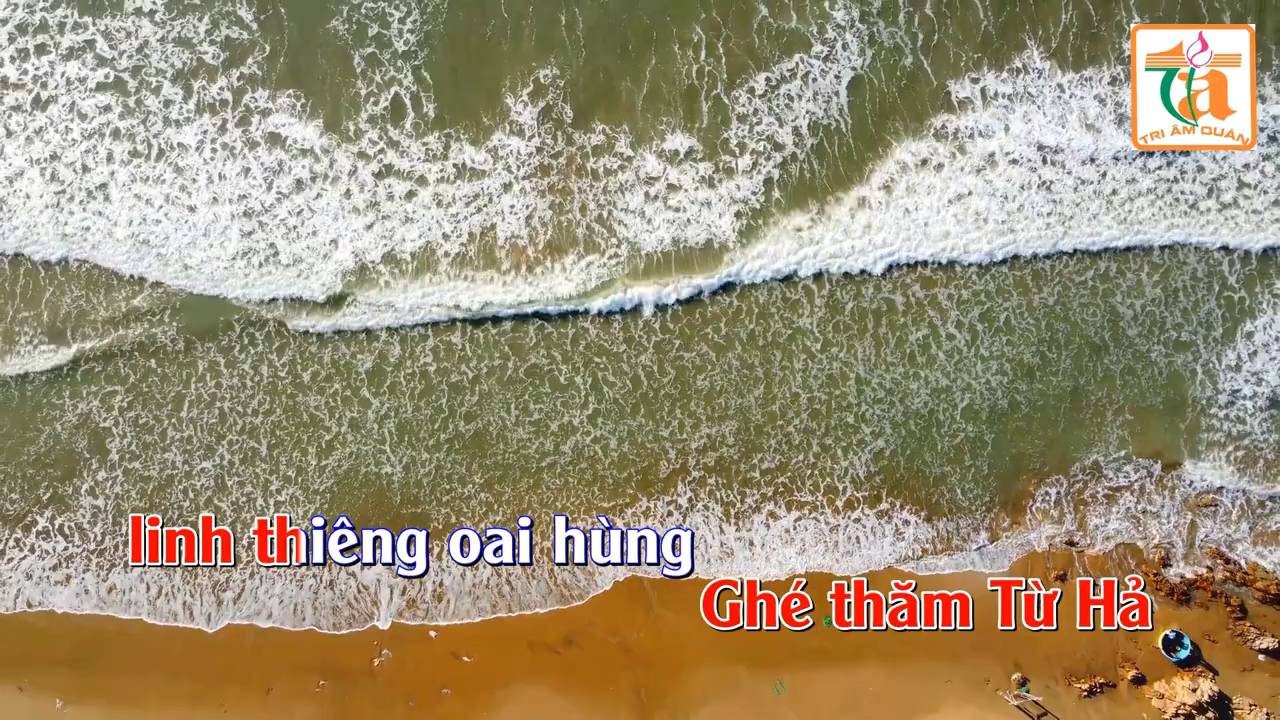 TRI ÂM QUÁN
linh thiêng oai hùng
Ghé thăm Từ Hả